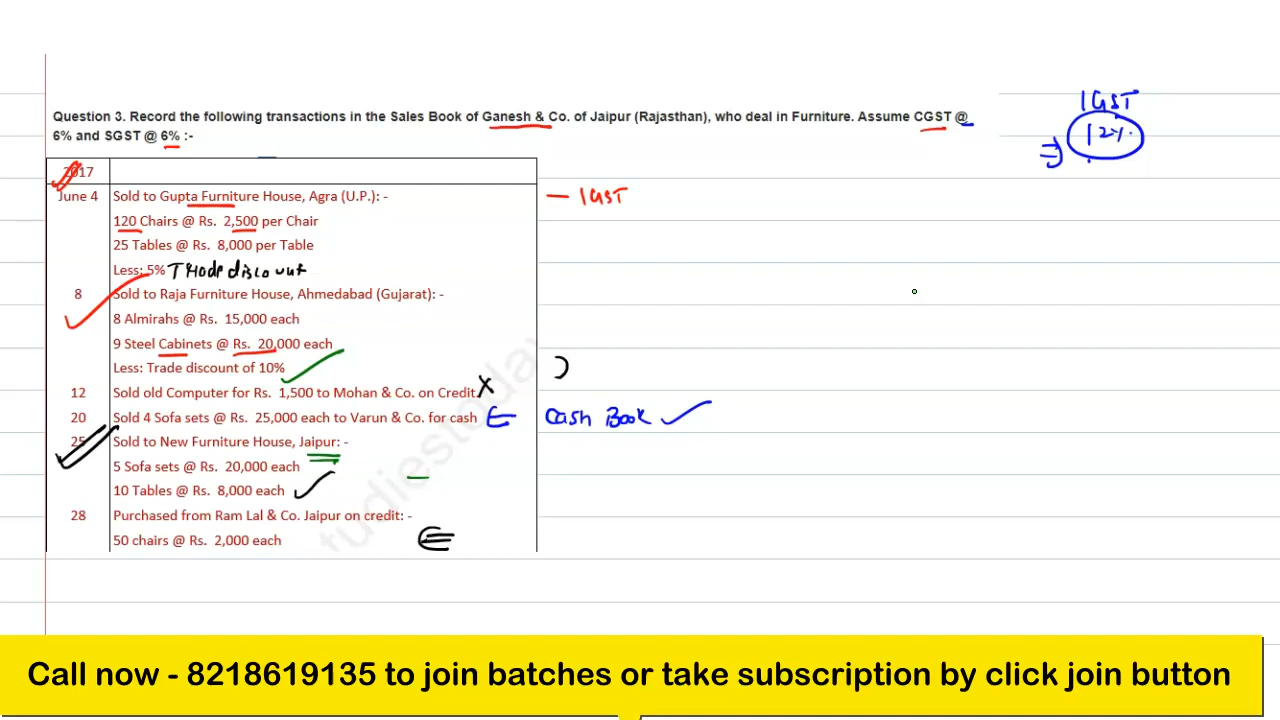 Question 3. Record the following transactions in the Sales Book of Ganesh & Co. of Jaipur (Rajasthan), who deal in Furniture. Assume CGST @
6% and SGST @ 6% :-
IGST
12%
2017
June 4 Sold to Gupta Furniture House, Agra (U.P.): -
— IGST
120 Chairs @ Rs. 2,500 per Chair
25 Tables @ Rs. 8,000 per Table
Less: 5% Trade discount
8 Sold to Raja Furniture House, Ahmedabad (Gujarat): -
8 Almirahs @ Rs. 15,000 each
9 Steel Cabinets @ Rs. 20,000 each
Less: Trade discount of 10%
12 Sold old Computer for Rs. 1,500 to Mohan & Co. on Credit
20 Sold 4 Sofa sets @ Rs. 25,000 each to Varun & Co. for cash
Cash Book
25 Sold to New Furniture House, Jaipur: -
5 Sofa sets @ Rs. 20,000 each
10 Tables @ Rs. 8,000 each
28 Purchased from Ram Lal & Co. Jaipur on credit: -
50 chairs @ Rs. 2,000 each
Call now - 8218619135 to join batches or take subscription by click join button